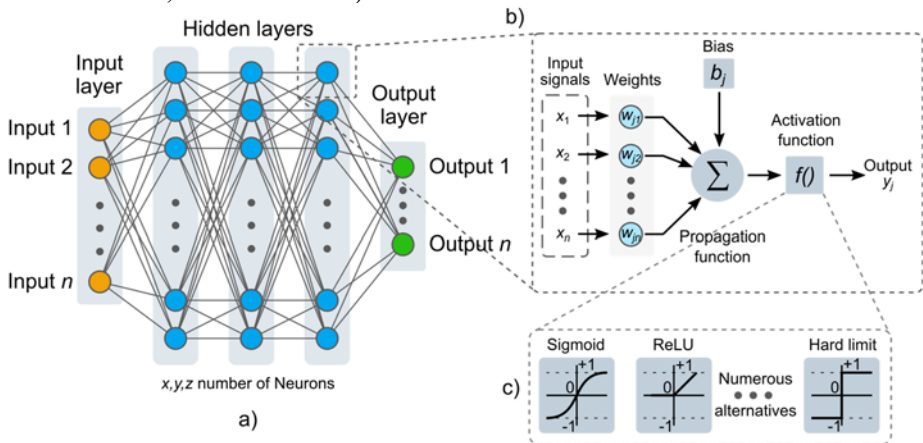 Hidden layers
Input
layer
Input 1
Input 2
Input n
Output
layer
Output 1
Output n
x,y,z number of Neurons
a)
b)
Input
signals
Weights
Bias
bj
x1
x2
xn
wj1
wj2
wjn
Σ
Propagation
function
Activation
function
f()
Output
yj
c)
Sigmoid
+1
0
-1
ReLU
+1
0
-1
Numerous
alternatives
Hard limit
+1
0
-1